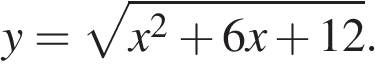 y = √(x² + 6x + 12).